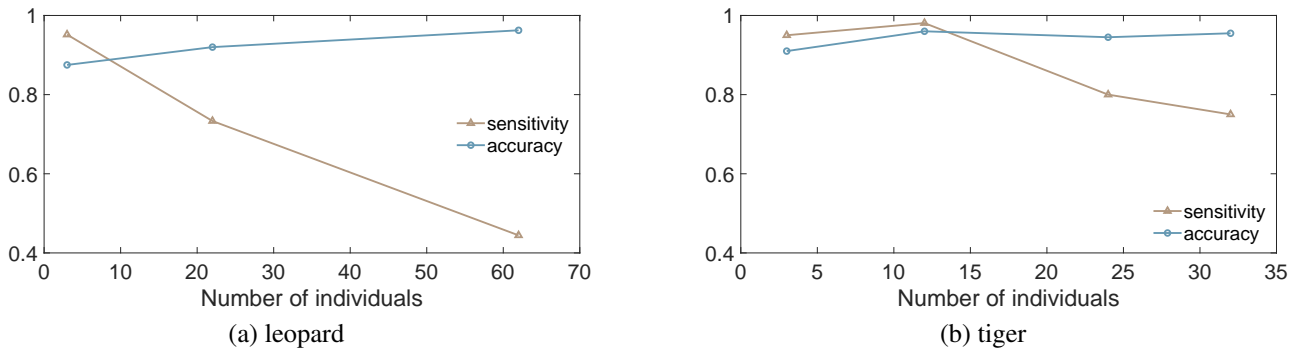 1
0.8
0.6
0.4
0 10 20 30 40 50 60 70
sensitivity
accuracy
Number of individuals
(a) leopard
1
0.8
0.6
0.4
0 5 10 15 20 25 30 35
sensitivity
accuracy
Number of individuals
(b) tiger